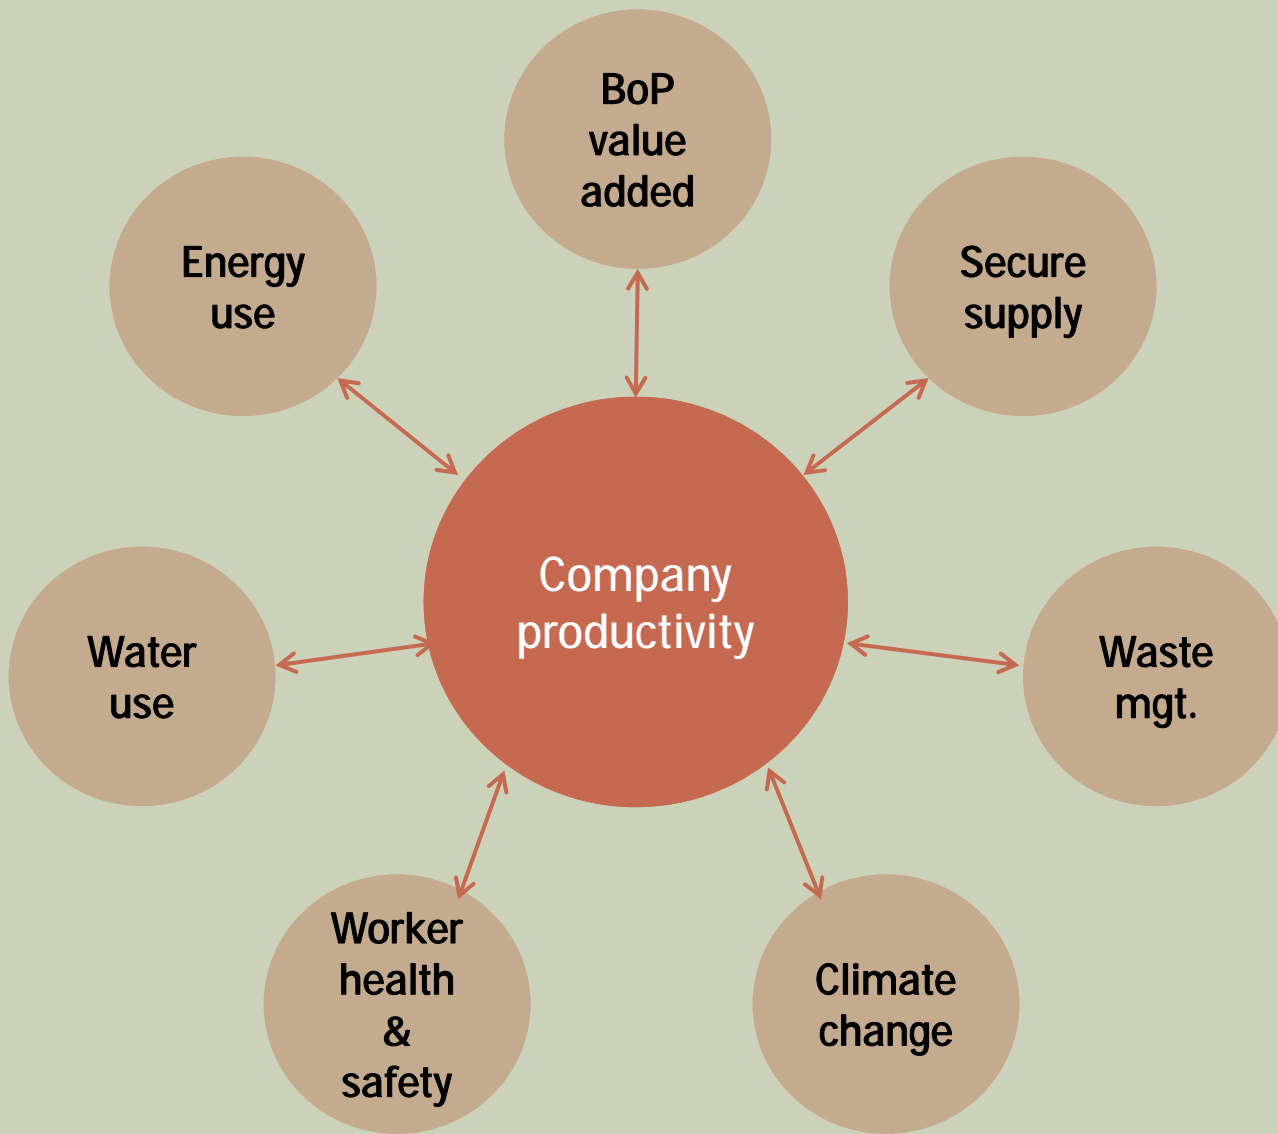 BoP
value
added
Energy
use
Secure
supply
Company
productivity
Water
use
Waste
mgt.
Worker
health
&
safety
Climate
change